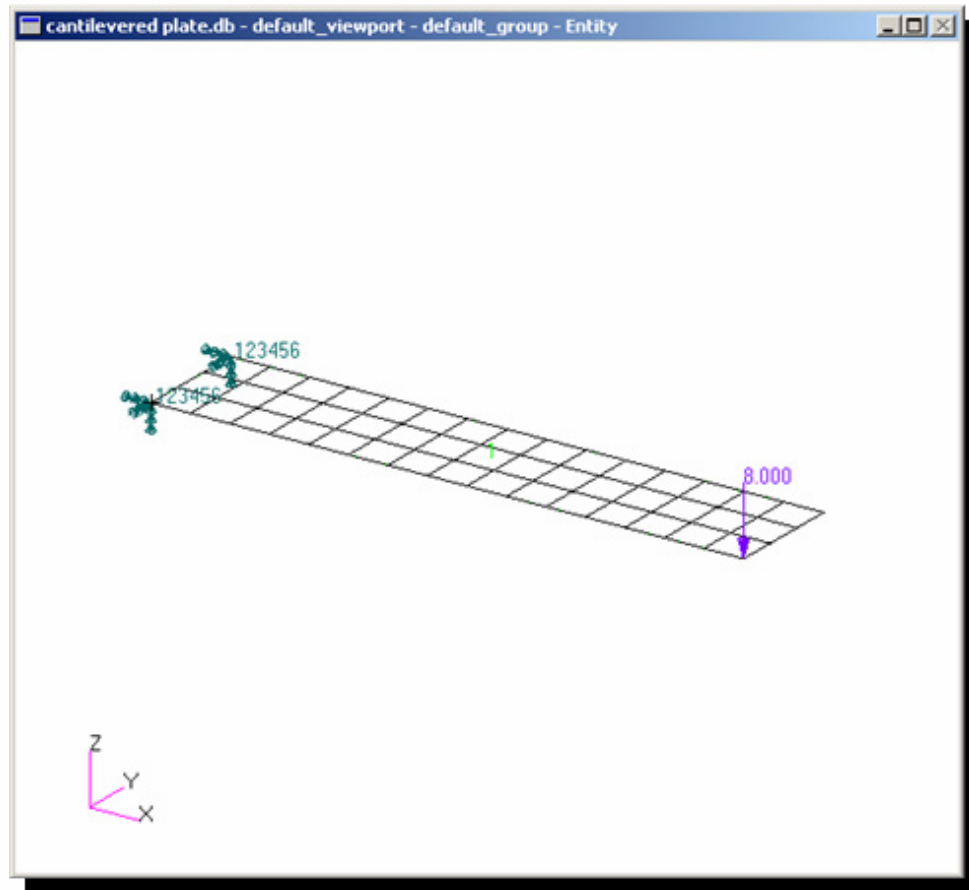 cantilevered plate.db - default_viewport - default_group - Entity
123456
123456
1
8.000
Z
Y
X